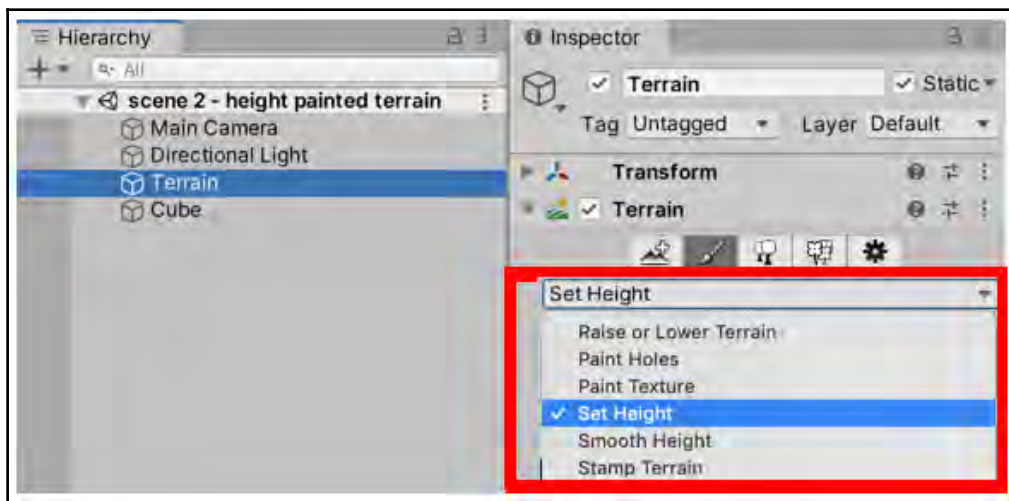 Hierarchy
All
scene 2 - height painted terrain
Main Camera
Directional Light
Terrain
Cube
Inspector
Terrain
Static
Tag Untagged Layer Default
Transform
Terrain
Set Height
Raise or Lower Terrain
Paint Holes
Paint Texture
Set Height
Smooth Height
Stamp Terrain